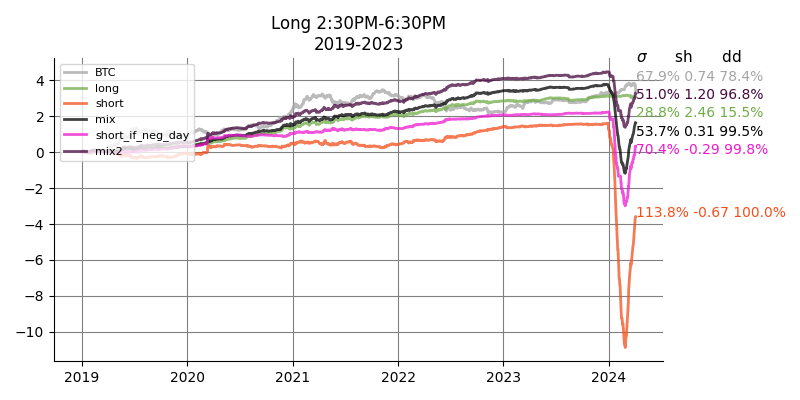 Long 2:30PM-6:30PM
2019-2023
σ sh dd
67.9% 0.74 78.4%
51.0% 1.20 96.8%
28.8% 2.46 15.5%
53.7% 0.31 99.5%
70.4% -0.29 99.8%
113.8% -0.67 100.0%
BTC
long
short
mix
short_if_neg_day
mix2
4
2
0
−2
−4
−6
−8
−10
2019 2020 2021 2022 2023 2024